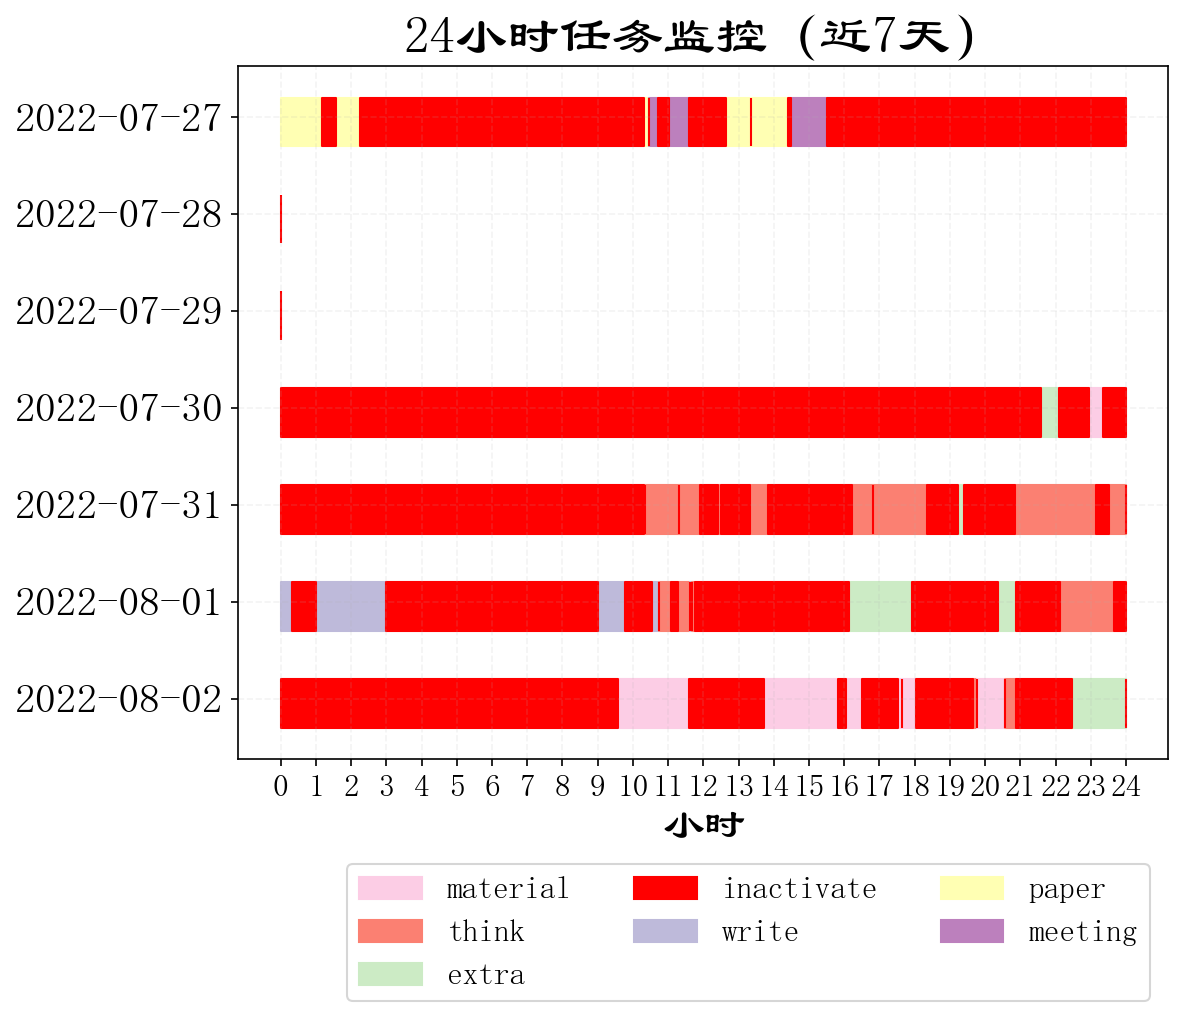 24小时任务监控 (近7天)
2022-07-27
2022-07-28
2022-07-29
2022-07-30
2022-07-31
2022-08-01
2022-08-02
0 1 2 3 4 5 6 7 8 9 10 11 12 13 14 15 16 17 18 19 20 21 22 23 24
小时
material inactivate paper
think write meeting
extra